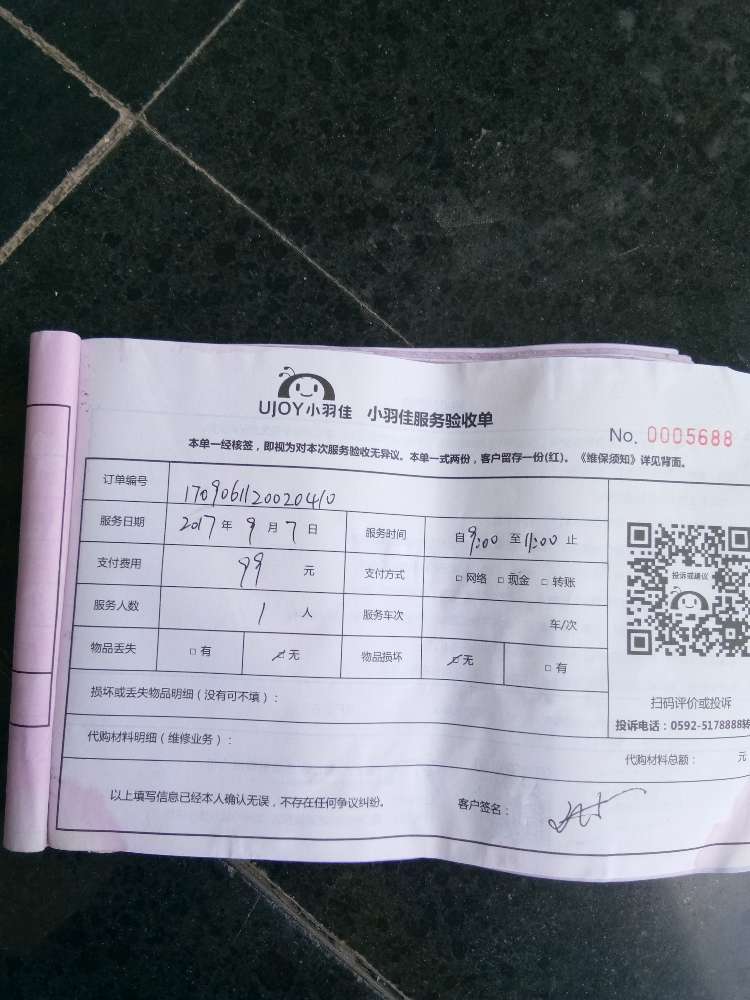 UJOY小羽佳 小羽佳服务验收单
No. 0005688
本单一经核签，即视为对本次服务验收无异议。本单一式两份，客户留存一份(红)。《维保须知》详见背面。
订单编号 1709061120020410
服务日期 2017 年 9 月 7 日 服务时间 自 9:00 至 11:00 止
支付费用 99 元 支付方式 □ 网络 □ 现金 □ 转账
服务人数 1 人 服务车次 车/次
物品丢失 □ 有 ☑ 无 物品损坏 ☑ 无 □ 有
投诉或建议
扫码评价或投诉
投诉电话：0592-5178888转
损坏或丢失物品明细（没有可不填）：
代购材料明细（维修业务）：
代购材料总额： 元
以上填写信息已经本人确认无误，不存在任何争议纠纷。 客户签名：